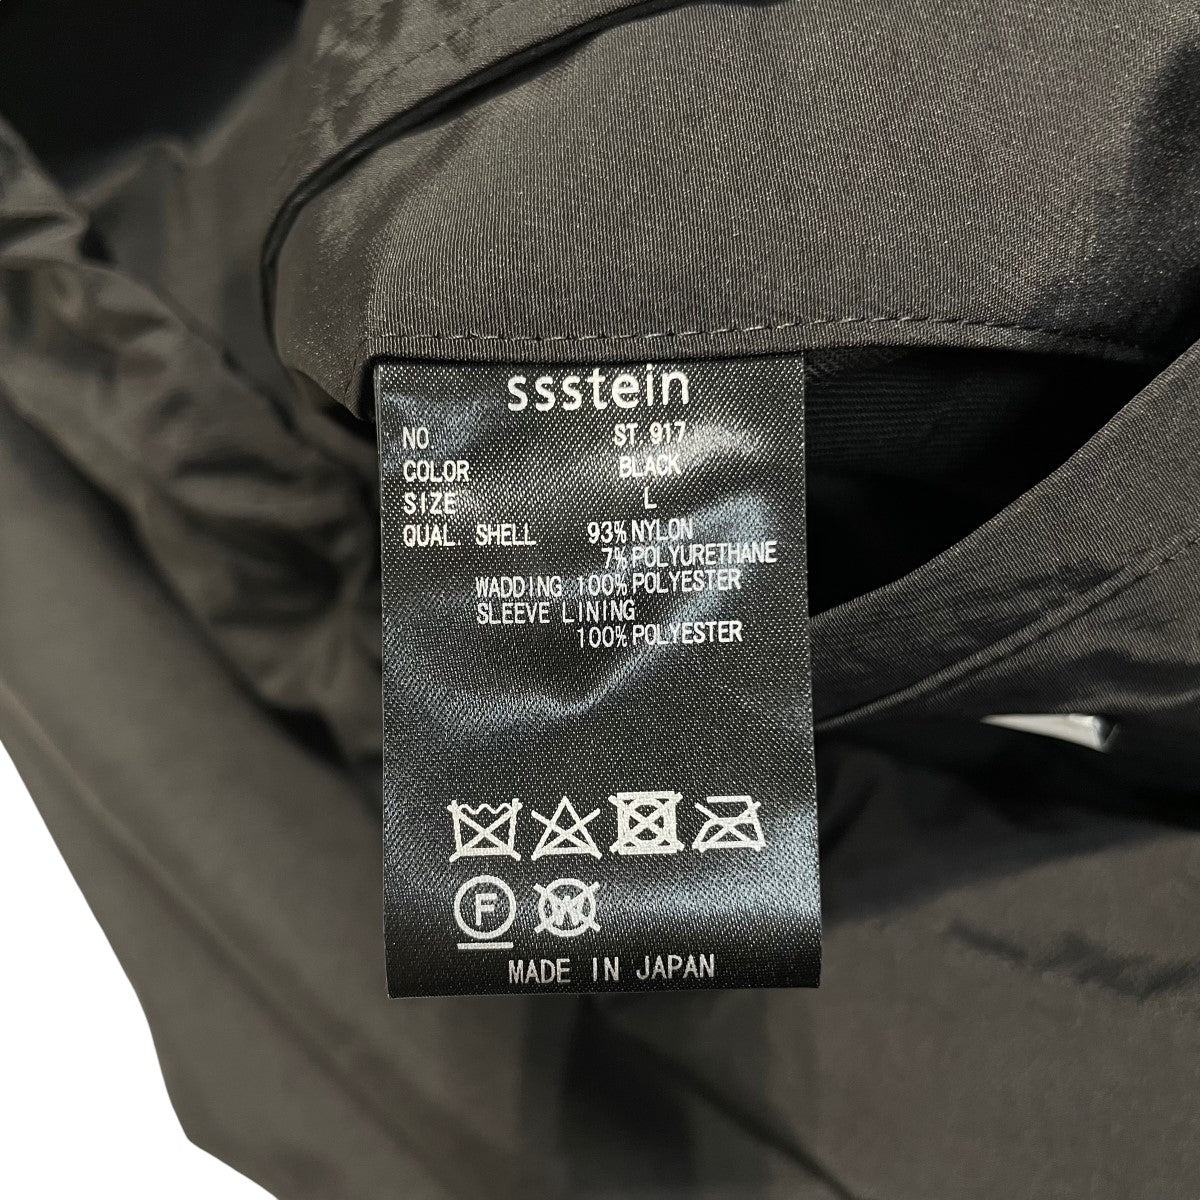 ssstein
NO ST.917
COLOR BLACK
SIZE L
QUAL SHELL 93% NYLON
7% POLYURETHANE
WADDING 100% POLYESTER
SLEEVE LINING
100% POLYESTER
F W
MADE IN JAPAN